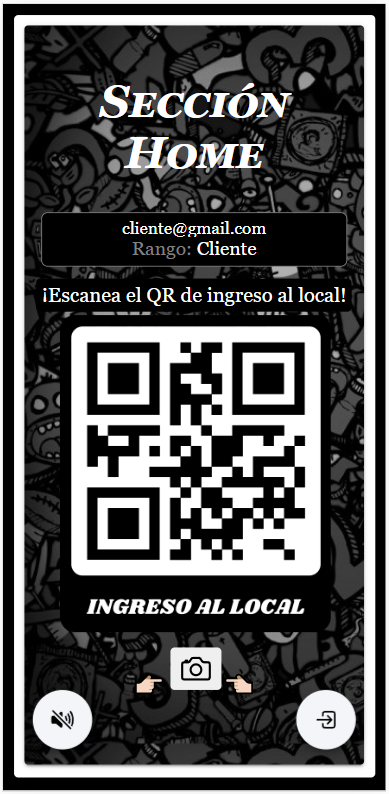 Sección
Home
cliente@gmail.com
Rango: Cliente
¡Escanea el QR de ingreso al local!
INGRESO AL LOCAL